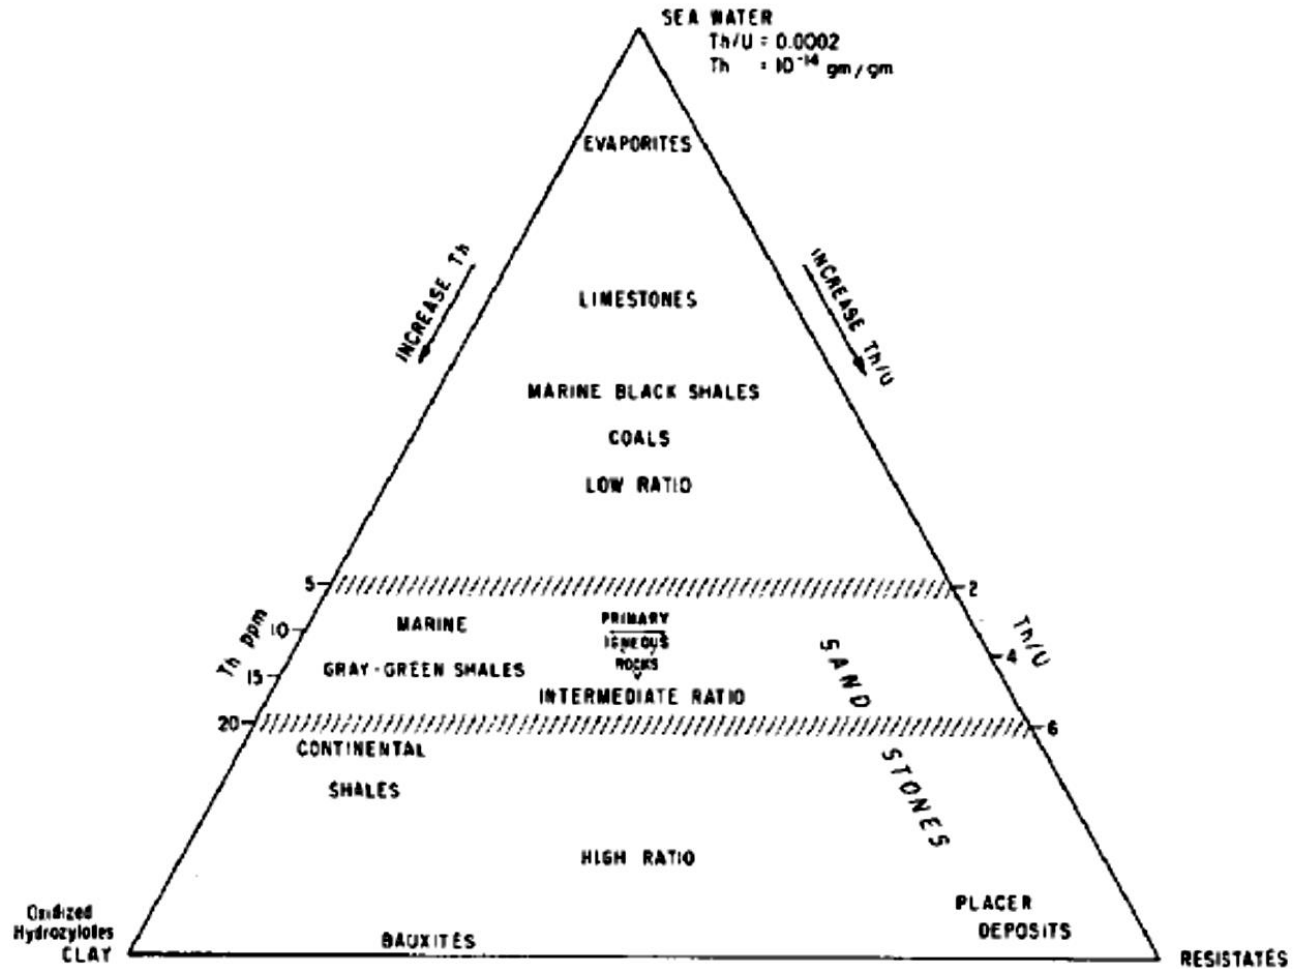 SEA WATER
Th/U = 0.0002
Th = 10⁻¹⁴ gm/gm
EVAPORITES
INCREASE Th
INCREASE Th/U
LIMESTONES
MARINE BLACK SHALES
COALS
LOW RATIO
5
2
Th ppm
10
MARINE
PRIMARY
IGNEOUS
ROCKS
SAND
4
Th/U
15
GRAY-GREEN SHALES
INTERMEDIATE RATIO
20
6
CONTINENTAL
SHALES
STONES
HIGH RATIO
PLACER
DEPOSITS
Oxidized
Hydrozylotes
CLAY
BAUXITES
RESISTATES